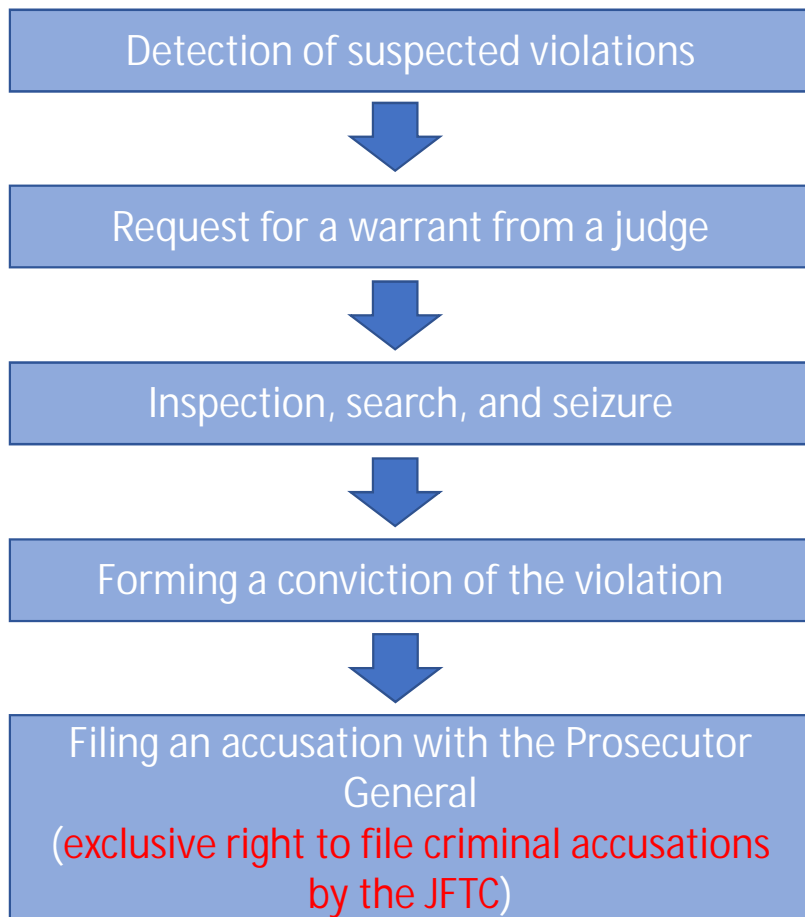 Detection of suspected violations
Request for a warrant from a judge
Inspection, search, and seizure
Forming a conviction of the violation
Filing an accusation with the Prosecutor
General
(exclusive right to file criminal accusations
by the JFTC)